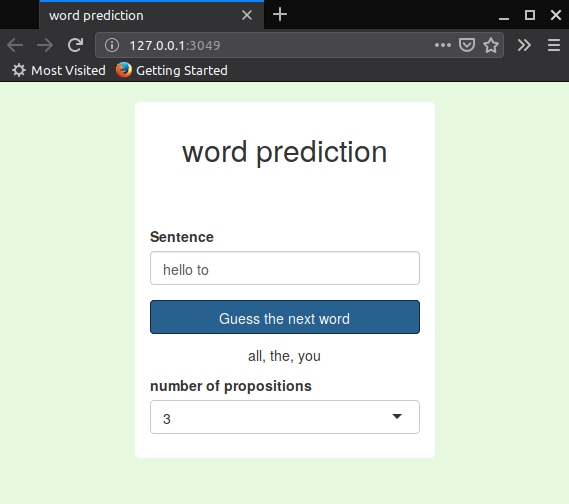 word prediction
127.0.0.1:3049
Most Visited Getting Started
word prediction
Sentence
hello to
Guess the next word
all, the, you
number of propositions
3